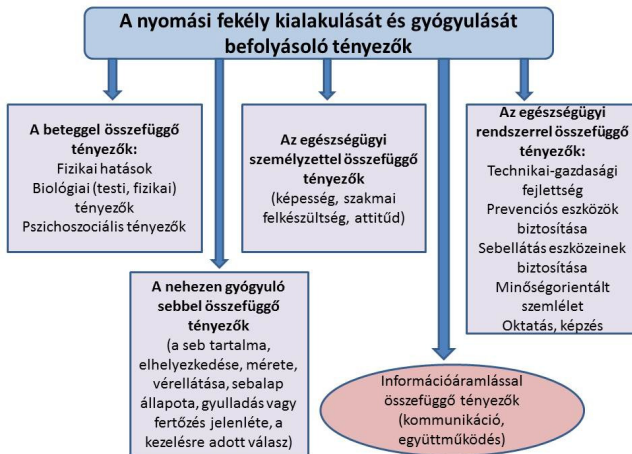 A nyomási fekély kialakulását és gyógyulását
befolyásoló tényezők
A beteggel összefüggő
tényezők:
Fizikai hatások
Biológiai (testi, fizikai)
tényezők
Pszichoszociális tényezők
A nehezen gyógyuló
sebbel összefüggő
tényezők
(a seb tartalma,
elhelyezkedése, mérete,
vérellátása, sebalap
állapota, gyulladás vagy
fertőzés jelenléte, a
kezelésre adott válasz)
Az egészségügyi
személyzettel összefüggő
tényezők
(képesség, szakmai
felkészültség, attitűd)
Információáramlással
összefüggő tényezők
(kommunikáció,
együttműködés)
Az egészségügyi
rendszerrel összefüggő
tényezők:
Technikai-gazdasági
fejlettség
Prevenciós eszközök
biztosítása
Sebellátás eszközeinek
biztosítása
Minőségorientált
szemlélet
Oktatás, képzés